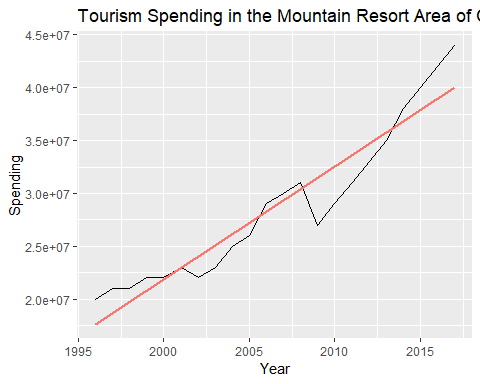 Tourism Spending in the Mountain Resort Area of
4.5e+07
4.0e+07
3.5e+07
3.0e+07
2.5e+07
2.0e+07
Spending
1995
2000
2005
2010
2015
Year